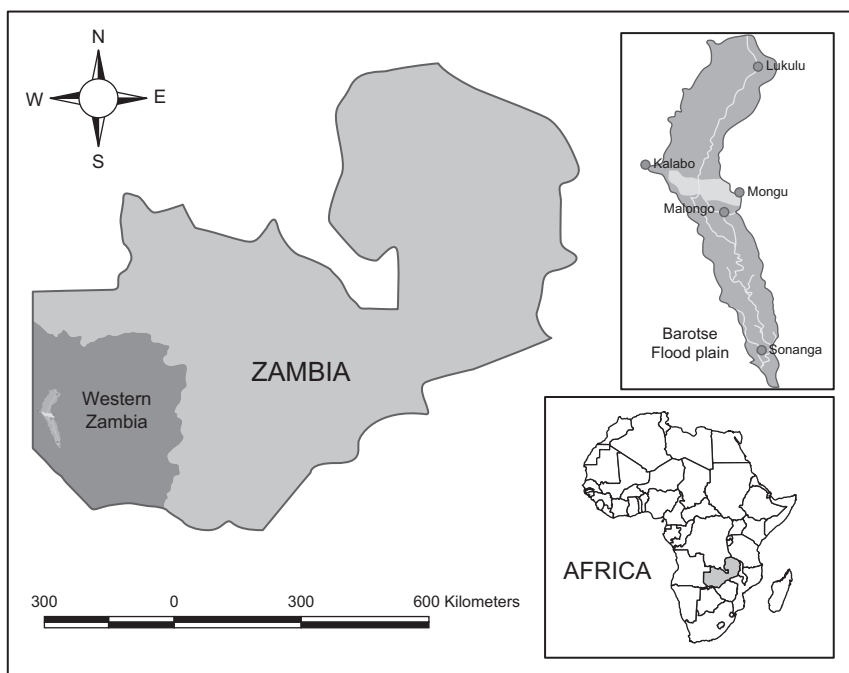 N
W
E
S
ZAMBIA
Western
Zambia
300
0
300
600 Kilometers
Lukulu
Kalabo
Mongu
Malongo
Barotse
Flood plain
Sonanga
AFRICA